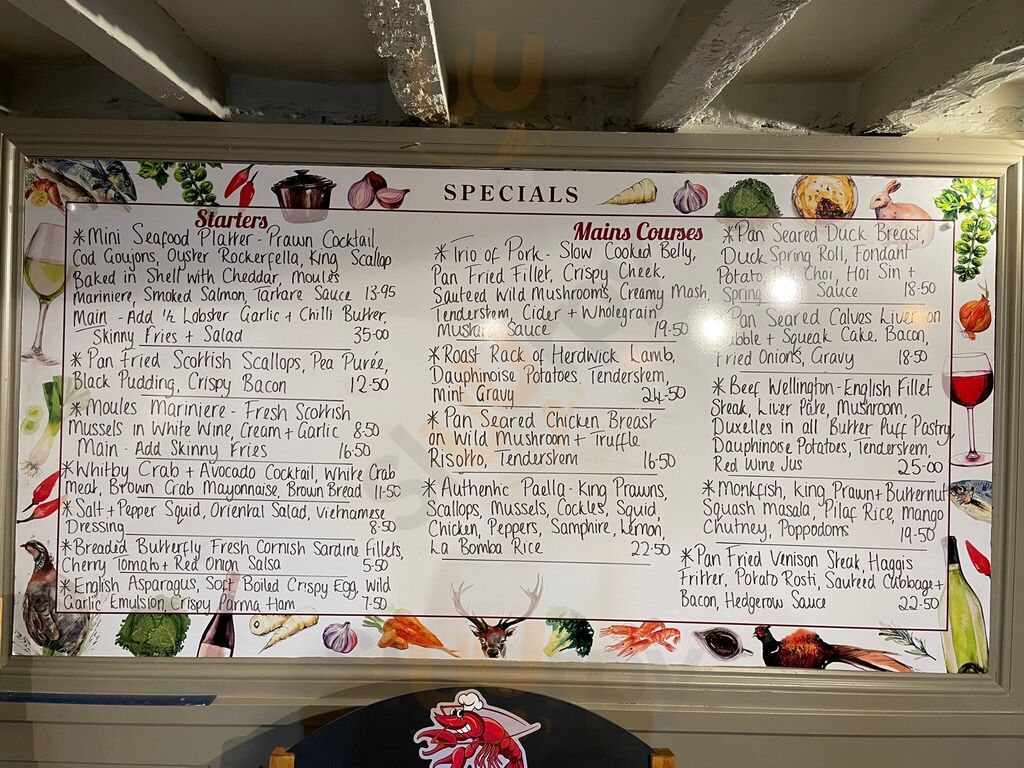 SPECIALS
Starters
*Mini Seafood Platter - Prawn Cocktail,
Cod Goujons, Oyster Rockerfella, King Scallop
Baked in Shell with Cheddar, Moules
Mariniere, Smoked Salmon, Tartare Sauce 13-95
Main - Add 1/2 Lobster Garlic + Chilli Butter,
Skinny Fries + Salad 35-00
*Pan Fried Scottish Scallops, Pea Purée,
Black Pudding, Crispy Bacon 12-50
*Moules Mariniere - Fresh Scottish
Mussels in White Wine, Cream + Garlic 8-50
Main - Add Skinny Fries 16-50
*Whitby Crab + Avocado Cocktail, White Crab
Meat, Brown Crab Mayonnaise, Brown Bread 11-50
*Salt + Pepper Squid, Oriental Salad, Vietnamese
Dressing 8-50
*Breaded Butterfly Fresh Cornish Sardine Fillets,
Cherry Tomato + Red Onion Salsa 5-50
*English Asparagus, Soft Boiled Crispy Egg, Wild
Garlic Emulsion, Crispy Parma Ham 7-50
Mains Courses
*Trio of Pork - Slow Cooked Belly,
Pan Fried Fillet, Crispy Cheek,
Sauteed Wild Mushrooms, Creamy Mash,
Tenderstem, Cider + Wholegrain
Mustard Sauce 19-50
*Roast Rack of Herdwick Lamb,
Dauphinoise Potatoes, Tenderstem,
Mint Gravy 24-50
*Pan Seared Chicken Breast
on Wild Mushroom + Truffle
Risotto, Tenderstem 16-50
*Authentic Paella - King Prawns,
Scallops, Mussels, Cockles, Squid
Chicken, Peppers, Samphire, Lemon,
La Bomba Rice 22-50
*Pan Seared Duck Breast,
Duck Spring Roll, Fondant
Potato Choi, Hoi Sin +
Spring Sauce 18-50
Pan Seared Calves Liver on
+ Squeak Cake, Bacon,
Fried Onions, Gravy 18-50
*Beef Wellington - English Fillet
Steak, Liver Pâte, Mushroom,
Duxelles in all Butter Puff Pastry,
Dauphinoise Potatoes, Tenderstem,
Red Wine Jus 25-00
*Monkfish, King Prawn + Butternut
Squash Masala, Pilaf Rice, Mango
Chutney, Poppodoms 19-50
*Pan Fried Venison Steak, Haggis
Fritter, Potato Rosti, Sauteed Cabbage +
Bacon, Hedgerow Sauce 22-50